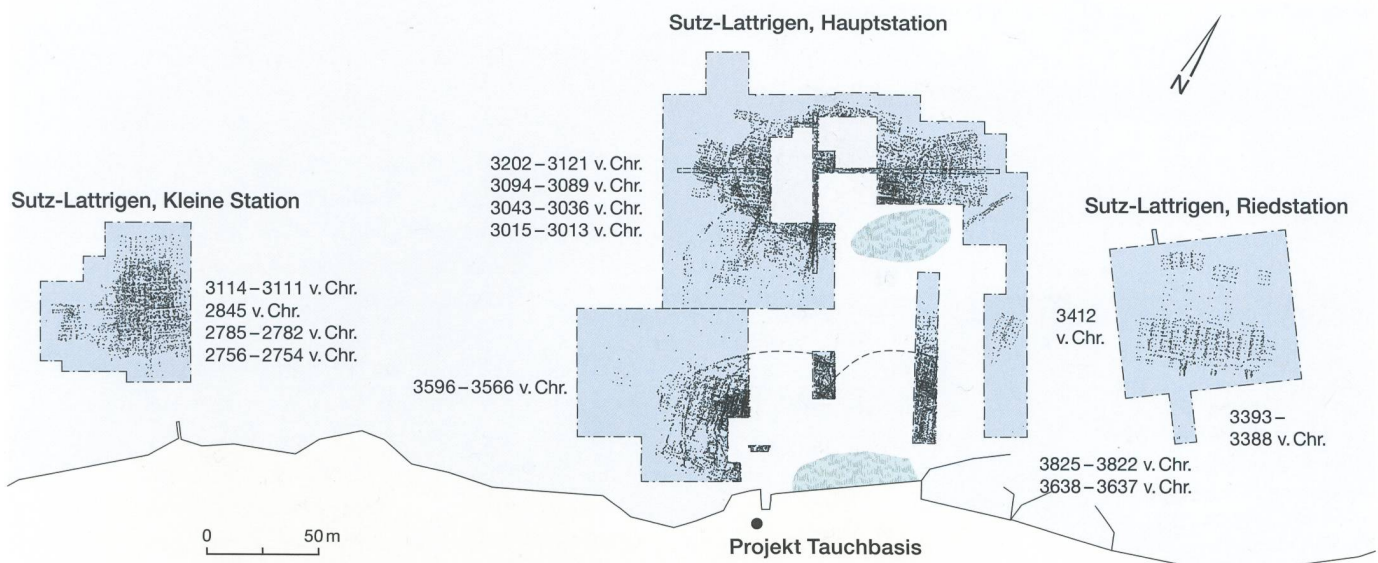 Sutz-Lattrigen, Hauptstation
N
3202–3121 v. Chr.
3094–3089 v. Chr.
3043–3036 v. Chr.
3015–3013 v. Chr.
Sutz-Lattrigen, Kleine Station
3114–3111 v. Chr.
2845 v. Chr.
2785–2782 v. Chr.
2756–2754 v. Chr.
Sutz-Lattrigen, Riedstation
3412
v. Chr.
3596–3566 v. Chr.
3393–
3388 v. Chr.
3825–3822 v. Chr.
3638–3637 v. Chr.
0 50 m
Projekt Tauchbasis